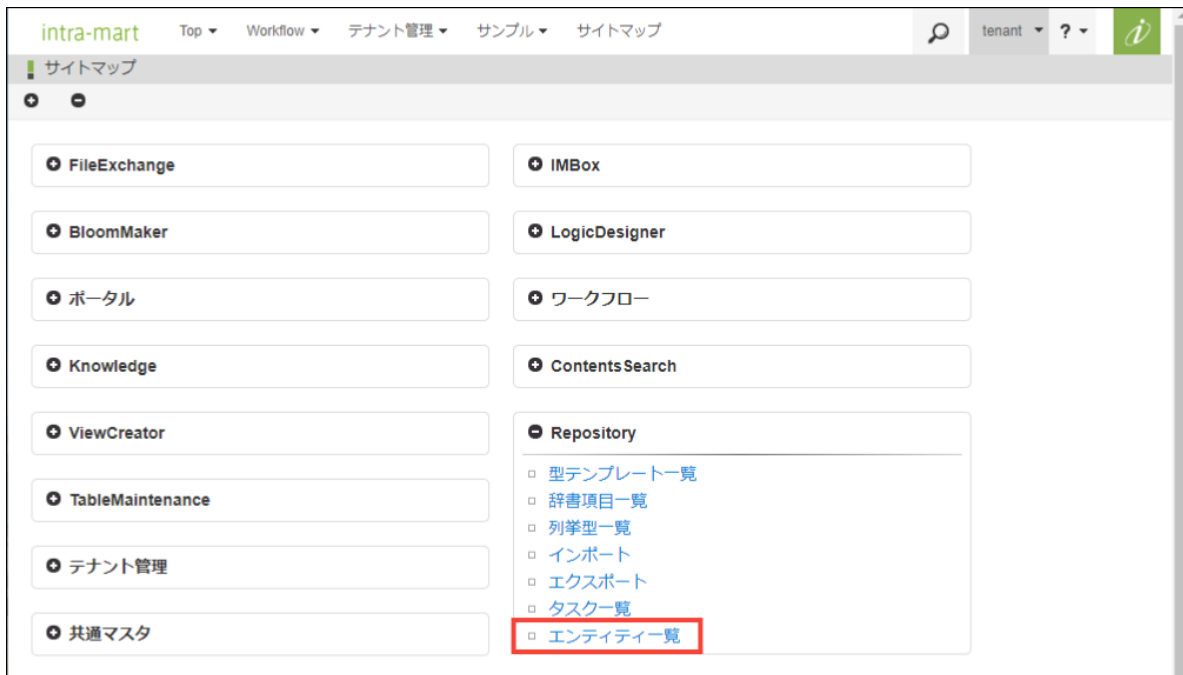 intra-mart Top Workflow テナント管理 サンプル サイトマップ tenant ?
サイトマップ
FileExchange
IMBox
BloomMaker
LogicDesigner
ポータル
ワークフロー
Knowledge
ContentsSearch
ViewCreator
TableMaintenance
テナント管理
共通マスタ
Repository
型テンプレート一覧
辞書項目一覧
列挙型一覧
インポート
エクスポート
タスク一覧
エンティティ一覧